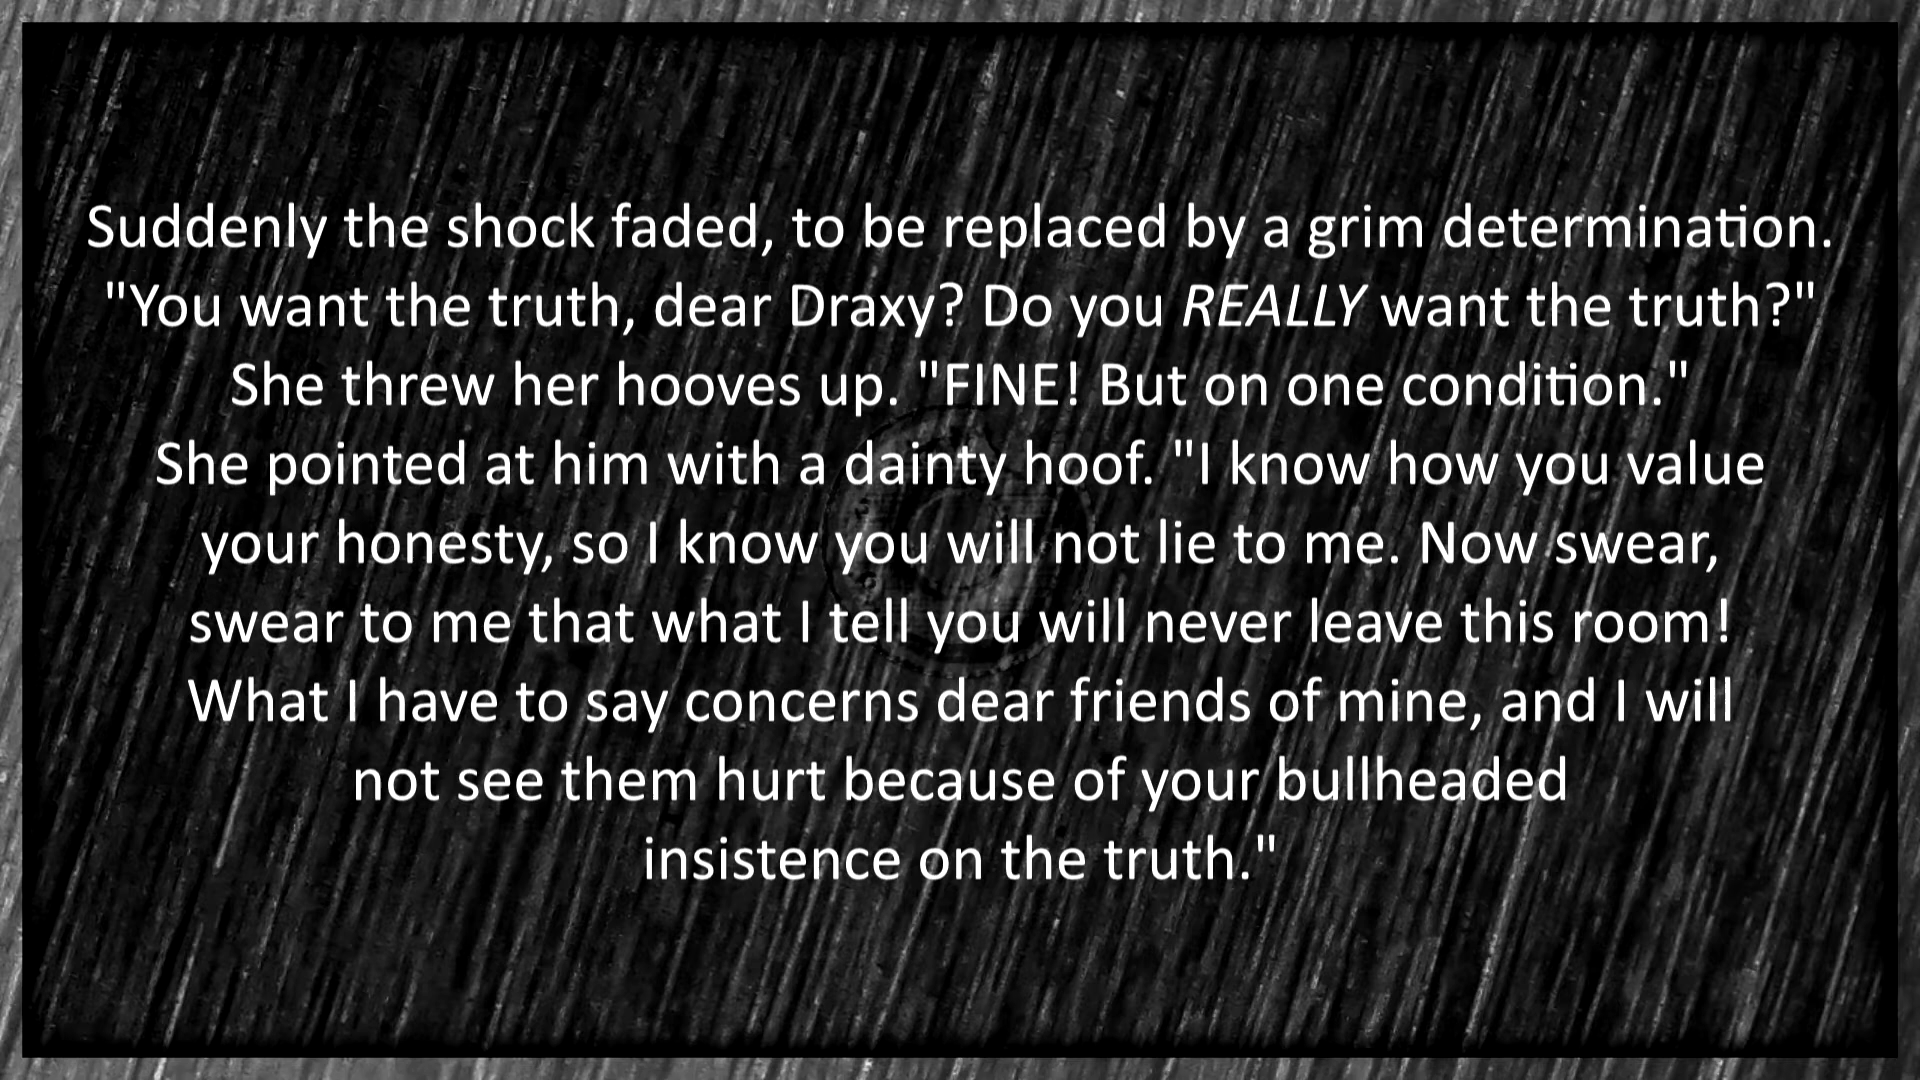 Suddenly the shock faded, to be replaced by a grim determination.
"You want the truth, dear Draxy? Do you REALLY want the truth?"
She threw her hooves up. "FINE! But on one condition."
She pointed at him with a dainty hoof. "I know how you value
your honesty, so I know you will not lie to me. Now swear,
swear to me that what I tell you will never leave this room!
What I have to say concerns dear friends of mine, and I will
not see them hurt because of your bullheaded
insistence on the truth."